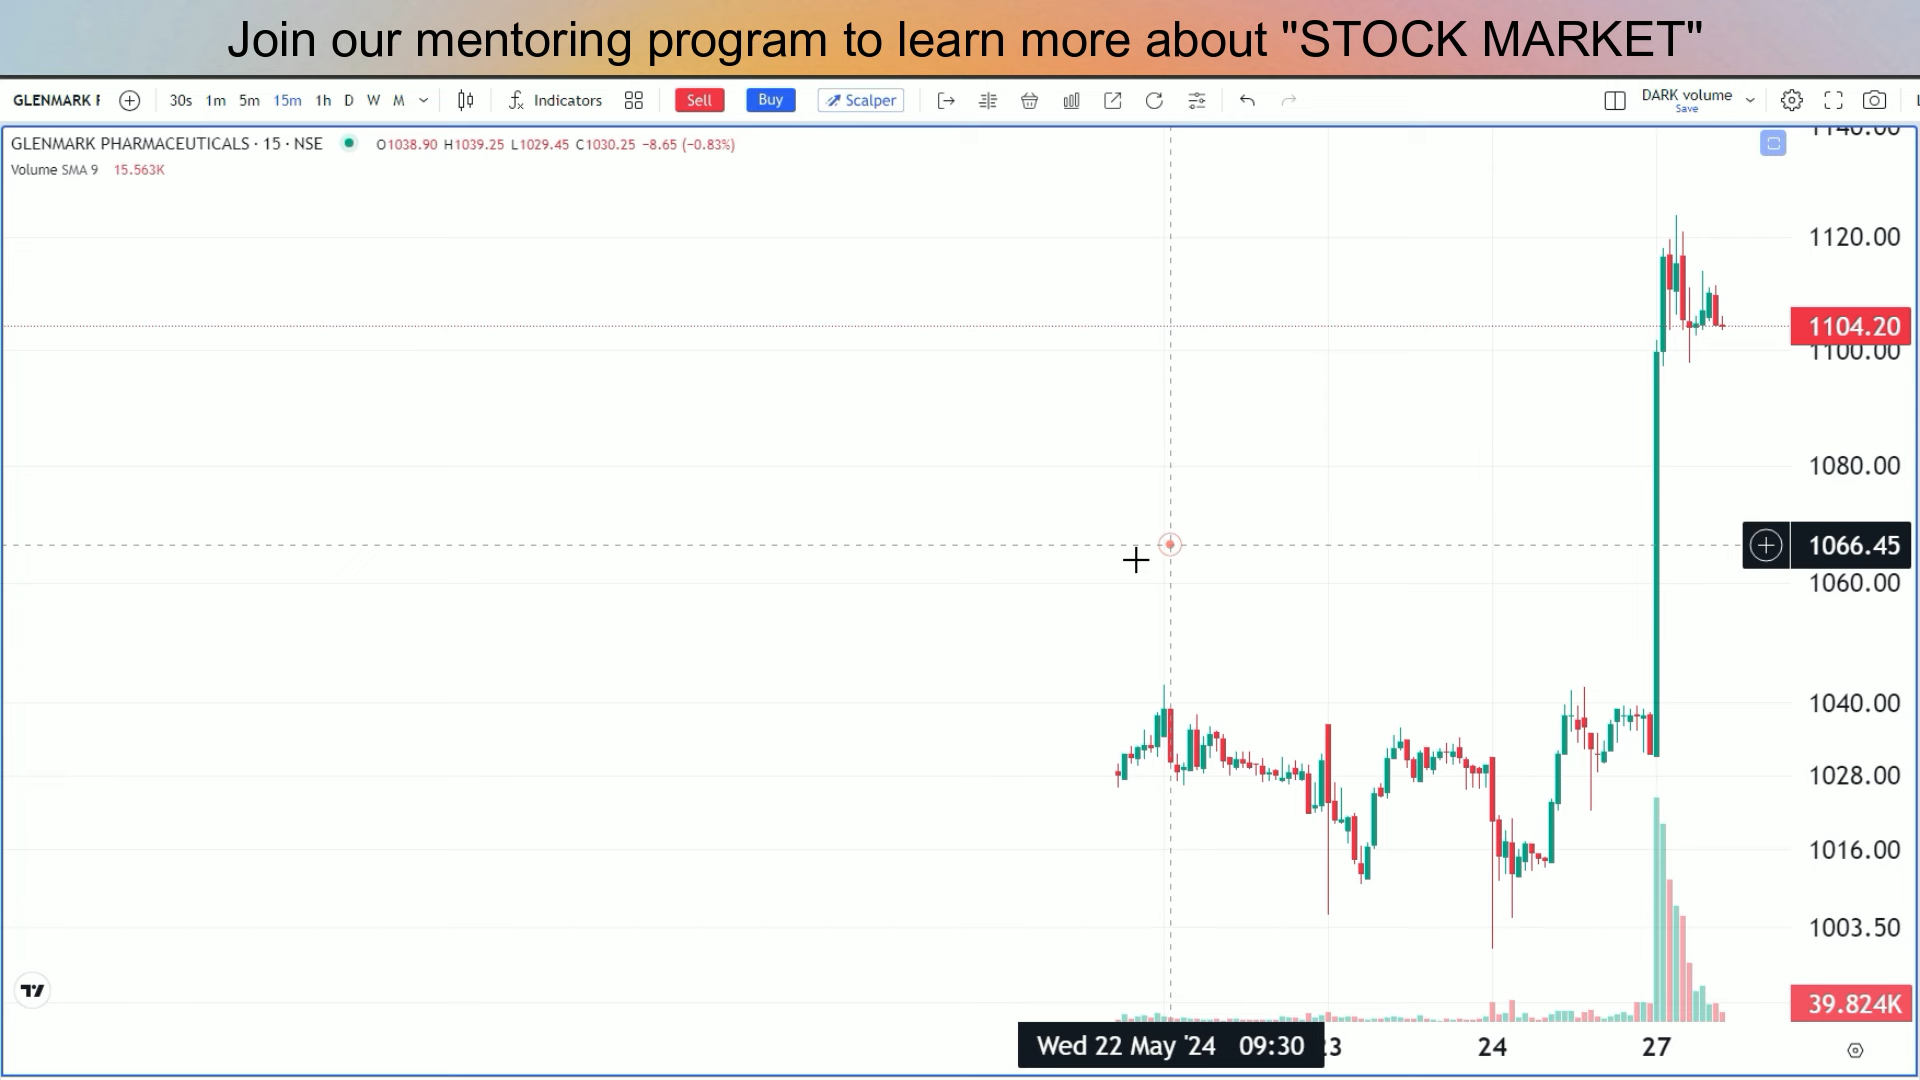 Join our mentoring program to learn more about "STOCK MARKET"
GLENMARK 30s 1m 5m 15m 1h D W M Indicators Sell Buy Scalper DARK volume
Save
GLENMARK PHARMACEUTICALS · 15 · NSE O1038.90 H1039.25 L1029.45 C1030.25 −8.65 (−0.83%)
Volume SMA 9 15.563K
1140.00
1120.00
1104.20
1100.00
1080.00
1066.45
1060.00
1040.00
1028.00
1016.00
1003.50
39.824K
Wed 22 May '24 09:30 23 24 27